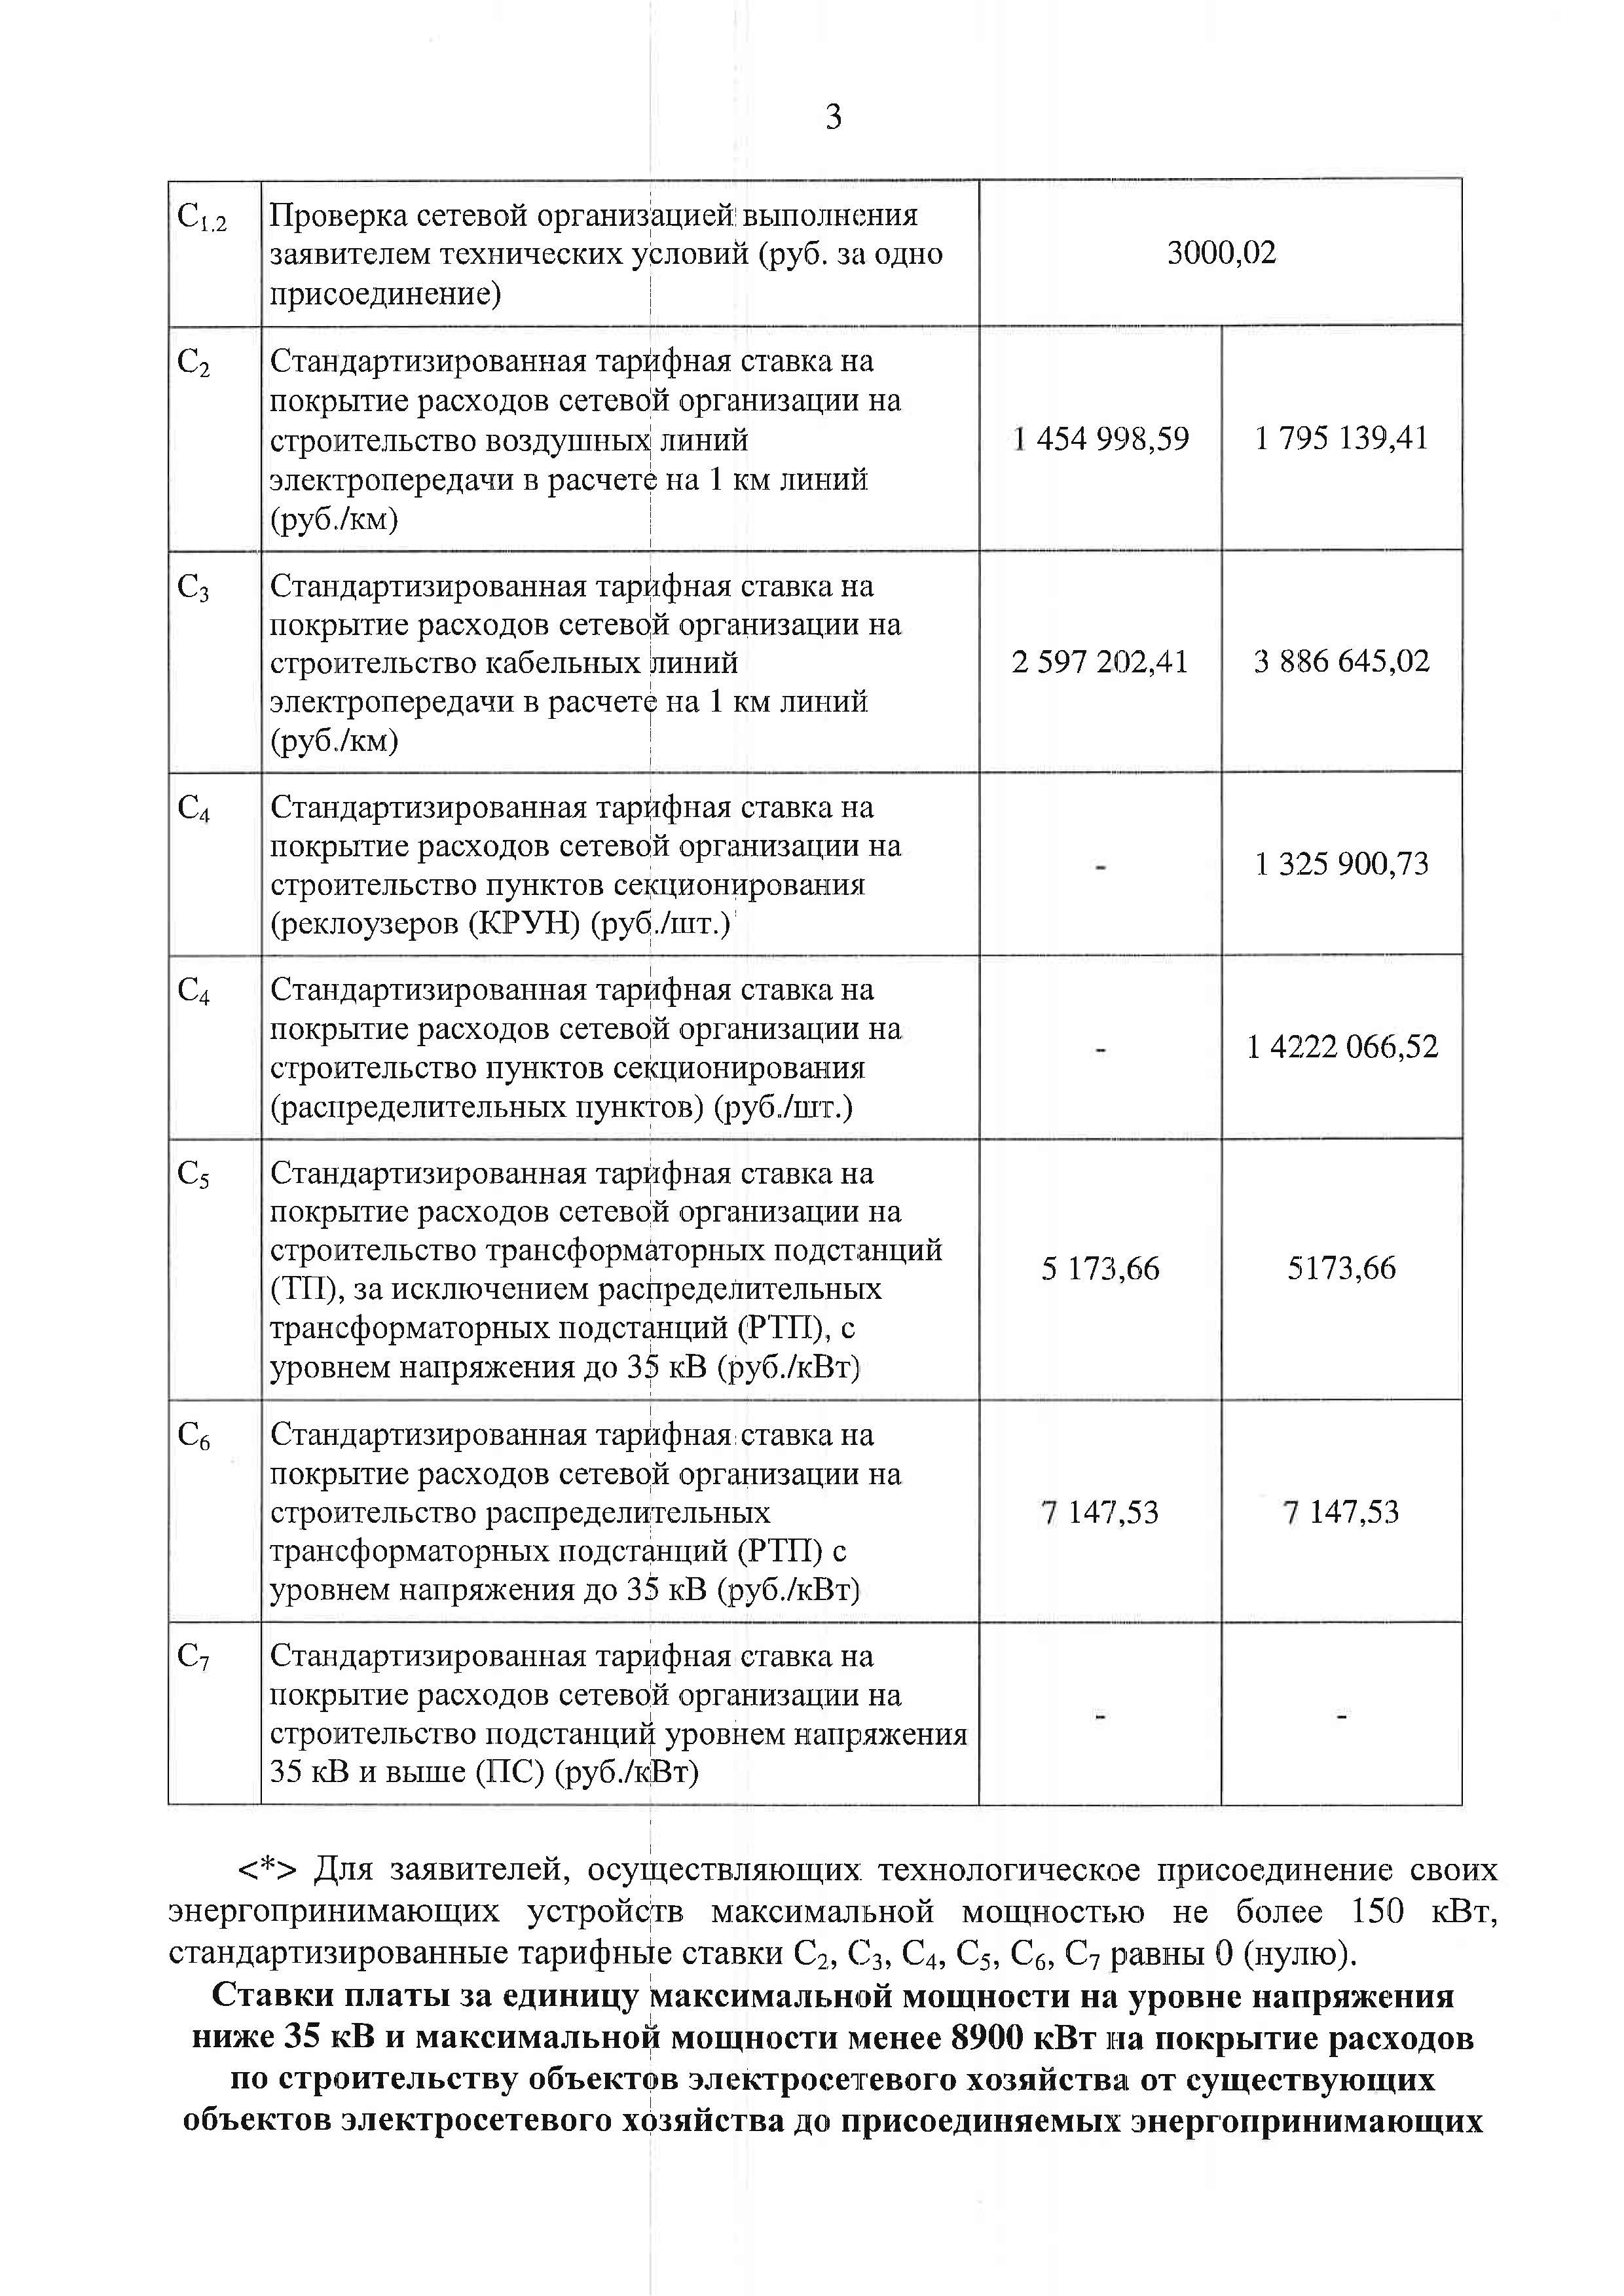 3
C1.2 Проверка сетевой организацией выполнения
заявителем технических условий (руб. за одно
присоединение)
3000,02
C2 Стандартизированная тарифная ставка на
покрытие расходов сетевой организации на
строительство воздушных линий
электропередачи в расчете на 1 км линий
(руб./км)
1 454 998,59 1 795 139,41
C3 Стандартизированная тарифная ставка на
покрытие расходов сетевой организации на
строительство кабельных линий
электропередачи в расчете на 1 км линий
(руб./км)
2 597 202,41 3 886 645,02
C4 Стандартизированная тарифная ставка на
покрытие расходов сетевой организации на
строительство пунктов секционирования
(реклоузеров (КРУН) (руб./шт.)
- 1 325 900,73
C4 Стандартизированная тарифная ставка на
покрытие расходов сетевой организации на
строительство пунктов секционирования
(распределительных пунктов) (руб./шт.)
- 1 4222 066,52
C5 Стандартизированная тарифная ставка на
покрытие расходов сетевой организации на
строительство трансформаторных подстанций
(ТП), за исключением распределительных
трансформаторных подстанций (РТП), с
уровнем напряжения до 35 кВ (руб./кВт)
5 173,66 5173,66
C6 Стандартизированная тарифная ставка на
покрытие расходов сетевой организации на
строительство распределительных
трансформаторных подстанций (РТП) с
уровнем напряжения до 35 кВ (руб./кВт)
7 147,53 7 147,53
C7 Стандартизированная тарифная ставка на
покрытие расходов сетевой организации на
строительство подстанций уровнем напряжения
35 кВ и выше (ПС) (руб./кВт)
- -
<*> Для заявителей, осуществляющих технологическое присоединение своих
энергопринимающих устройств максимальной мощностью не более 150 кВт,
стандартизированные тарифные ставки C2, C3, C4, C5, C6, C7 равны 0 (нулю).
Ставки платы за единицу максимальной мощности на уровне напряжения
ниже 35 кВ и максимальной мощности менее 8900 кВт на покрытие расходов
по строительству объектов электросетевого хозяйства от существующих
объектов электросетевого хозяйства до присоединяемых энергопринимающих